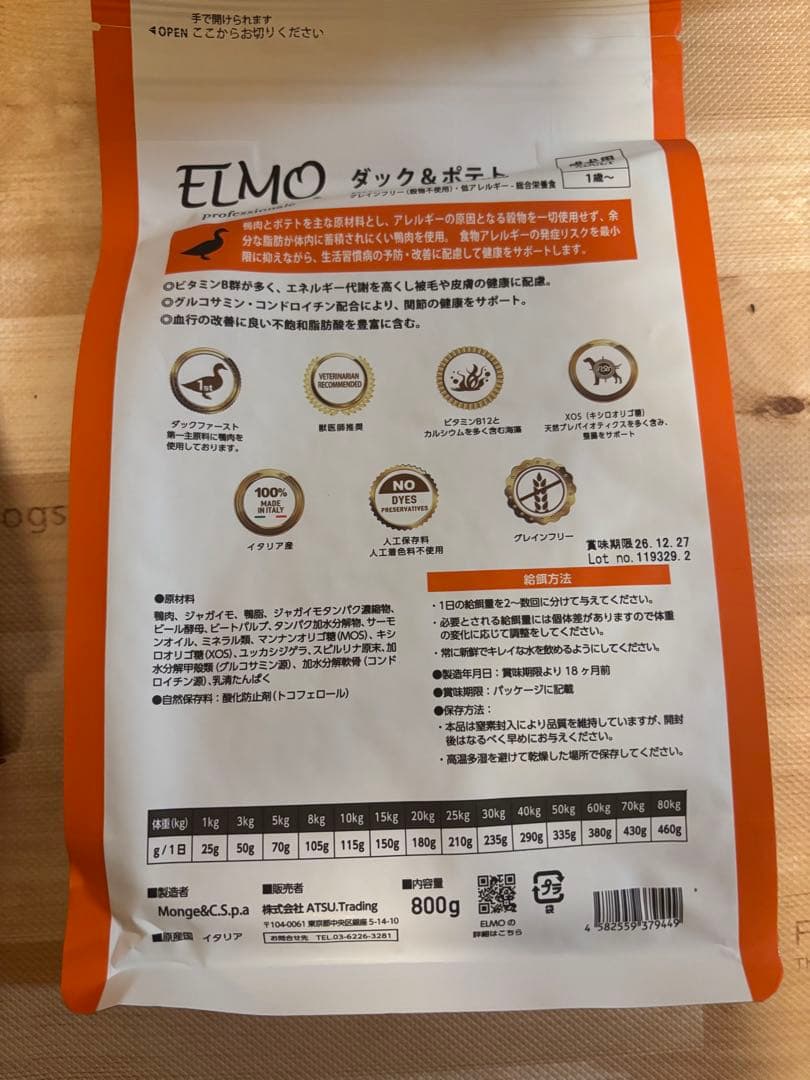 手で開けられます
◀OPEN ここからお切りください
ELMO
professionale
ダック&ポテト
グレインフリー(穀物不使用)・低アレルギー - 総合栄養食
成犬用
1歳～
鴨肉とポテトを主な原材料とし、アレルギーの原因となる穀物を一切使用せず、余
分な脂肪が体内に蓄積されにくい鴨肉を使用。 食物アレルギーの発症リスクを最小
限に抑えながら、生活習慣病の予防・改善に配慮して健康をサポートします。
◎ビタミンB群が多く、エネルギー代謝を高くし被毛や皮膚の健康に配慮。
◎グルコサミン・コンドロイチン配合により、関節の健康をサポート。
◎血行の改善に良い不飽和脂肪酸を豊富に含む。
1st
ダックファースト
第一主原料に鴨肉を
使用しております。
VETERINARIAN
RECOMMENDED
獣医師推奨
ビタミンB12と
カルシウムを多く含む海藻
XOS(キシロオリゴ糖)
天然プレバイオティクスを多く含み、
整腸をサポート
100%
MADE
IN ITALY
イタリア産
NO
DYES
PRESERVATIVES
人工保存料
人工着色料不使用
グレインフリー
賞味期限26.12.27
Lot no.119329.2
●原材料
鴨肉、ジャガイモ、鴨脂、ジャガイモタンパク濃縮物、
ビール酵母、ビートパルプ、タンパク加水分解物、サーモ
ンオイル、ミネラル類、マンナンオリゴ糖(MOS)、キシ
ロオリゴ糖(XOS)、ユッカシジゲラ、スピルリナ原末、加
水分解甲殻類(グルコサミン源)、加水分解軟骨(コンド
ロイチン源)、乳清たんぱく
●自然保存料：酸化防止剤(トコフェロール)
給餌方法
・1日の給餌量を2～数回に分けて与えてください。
・必要とされる給餌量には個体差がありますので体重
の変化に応じて調整をしてください。
・常に新鮮でキレイな水を飲めるようにしてください。
●製造年月日：賞味期限より18ヶ月前
●賞味期限：パッケージに記載
●保存方法：
・本品は窒素封入により品質を維持していますが、開封
後はなるべく早めにお与えください。
・高温多湿を避けて乾燥した場所で保存してください。
体重(kg) 1kg 3kg 5kg 8kg 10kg 15kg 20kg 25kg 30kg 40kg 50kg 60kg 70kg 80kg
g/1日 25g 50g 70g 105g 115g 150g 180g 210g 235g 290g 335g 380g 430g 460g
■製造者
Monge&C.S.p.a
■原産国 イタリア
■販売者
株式会社 ATSU.Trading
〒104-0061 東京都中央区銀座 5-14-10
お問合せ先 TEL.03-6226-3281
■内容量
800g
ELMOの
詳細はこちら
プラ
袋
4 582559 379449
ogs